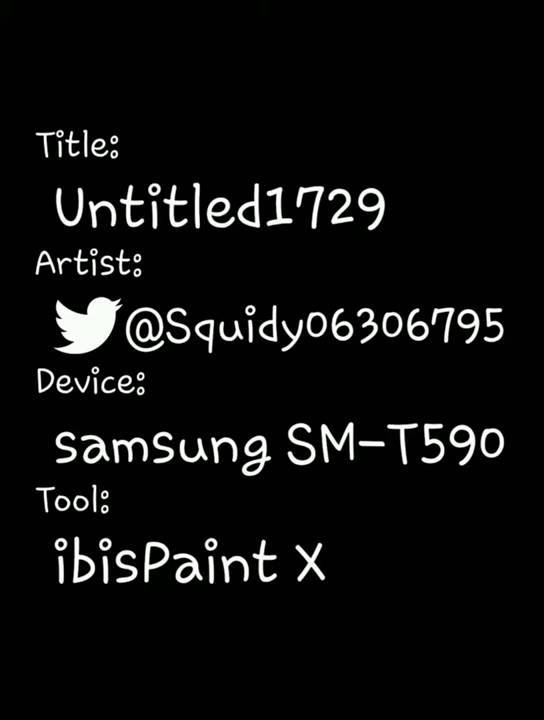 Title:
Untitled1729
Artist:
@Squidy06306795
Device:
samsung SM-T590
Tool:
ibisPaint X